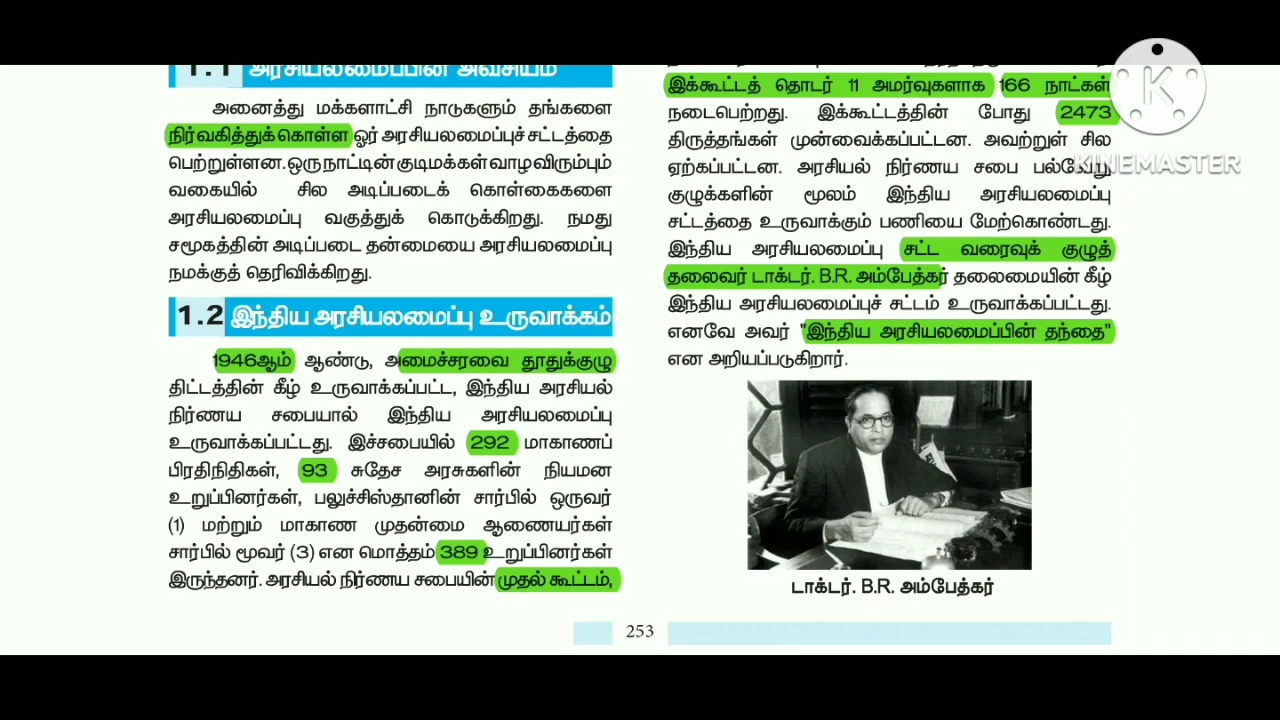 1.1 அரசியலமைப்பின் அவசியம்
அனைத்து மக்களாட்சி நாடுகளும் தங்களை
நிர்வகித்துக்கொள்ள ஓர் அரசியலமைப்புச் சட்டத்தை
பெற்றுள்ளன. ஒரு நாட்டின் குடிமக்கள் வாழ விரும்பும்
வகையில் சில அடிப்படைக் கொள்கைகளை
அரசியலமைப்பு வகுத்துக் கொடுக்கிறது. நமது
சமூகத்தின் அடிப்படை தன்மையை அரசியலமைப்பு
நமக்குத் தெரிவிக்கிறது.
1.2 இந்திய அரசியலமைப்பு உருவாக்கம்
1946ஆம் ஆண்டு, அமைச்சரவை தூதுக்குழு
திட்டத்தின் கீழ் உருவாக்கப்பட்ட, இந்திய அரசியல்
நிர்ணய சபையால் இந்திய அரசியலமைப்பு
உருவாக்கப்பட்டது. இச்சபையில் 292 மாகாணப்
பிரதிநிதிகள், 93 சுதேச அரசுகளின் நியமன
உறுப்பினர்கள், பலுச்சிஸ்தானின் சார்பில் ஒருவர்
(1) மற்றும் மாகாண முதன்மை ஆணையர்கள்
சார்பில் மூவர் (3) என மொத்தம் 389 உறுப்பினர்கள்
இருந்தனர். அரசியல் நிர்ணய சபையின் முதல் கூட்டம்,
இக்கூட்டத் தொடர் 11 அமர்வுகளாக 166 நாட்கள்
நடைபெற்றது. இக்கூட்டத்தின் போது 2473
திருத்தங்கள் முன்வைக்கப்பட்டன. அவற்றுள் சில
ஏற்கப்பட்டன. அரசியல் நிர்ணய சபை பல்வேறு
குழுக்களின் மூலம் இந்திய அரசியலமைப்பு
சட்டத்தை உருவாக்கும் பணியை மேற்கொண்டது.
இந்திய அரசியலமைப்பு சட்ட வரைவுக் குழுத்
தலைவர் டாக்டர். B.R. அம்பேத்கர் தலைமையின் கீழ்
இந்திய அரசியலமைப்புச் சட்டம் உருவாக்கப்பட்டது.
எனவே அவர் "இந்திய அரசியலமைப்பின் தந்தை"
என அறியப்படுகிறார்.
டாக்டர். B.R. அம்பேத்கர்
253
K
KINEMASTER